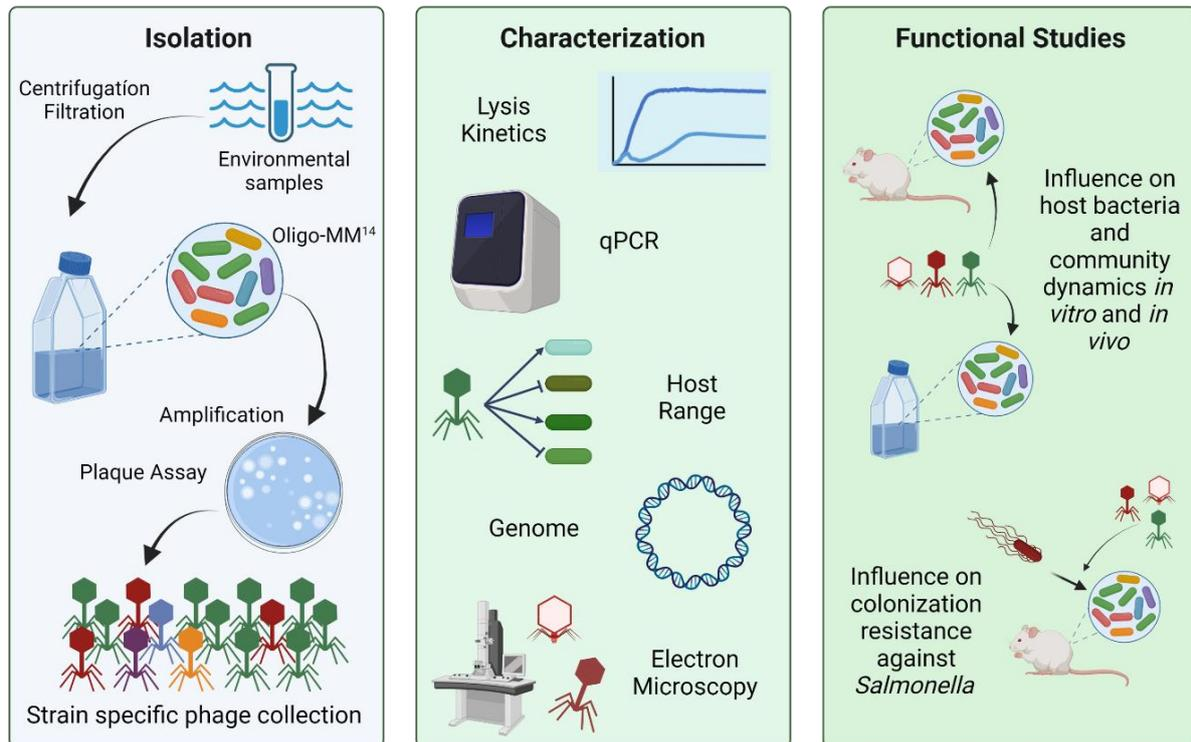 Isolation
Centrifugatíon
Filtration
Environmental
samples
Oligo-MM¹⁴
Amplification
Plaque Assay
Strain specific phage collection
Characterization
Lysis
Kinetics
qPCR
Host
Range
Genome
Electron
Microscopy
Functional Studies
Influence on
host bacteria
and
community
dynamics in
vitro and in
vivo
Influence on
colonization
resistance
against
Salmonella